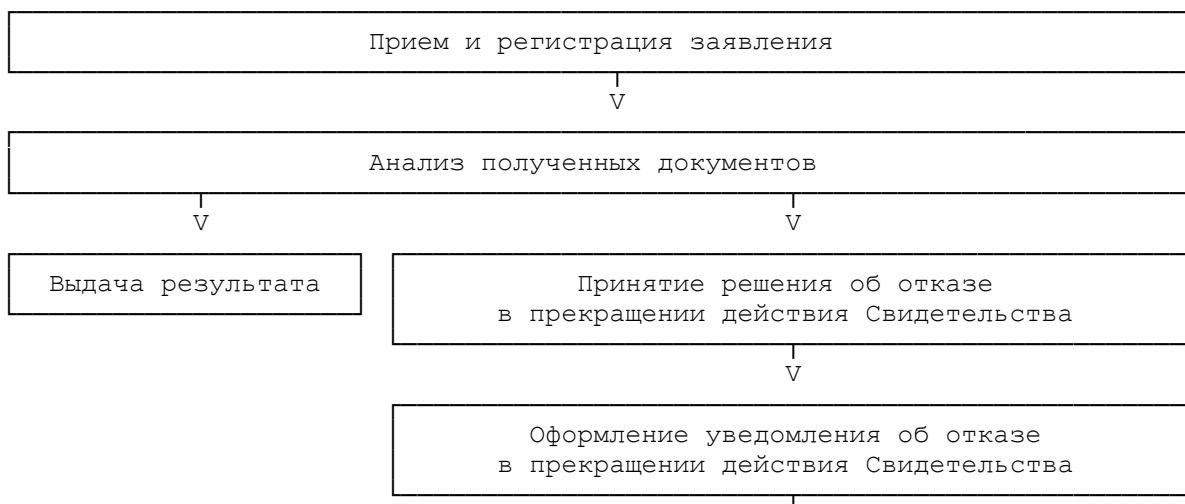 Прием и регистрация заявления
V
Анализ полученных документов
V V
Выдача результата
Принятие решения об отказе
в прекращении действия Свидетельства
V
Оформление уведомления об отказе
в прекращении действия Свидетельства